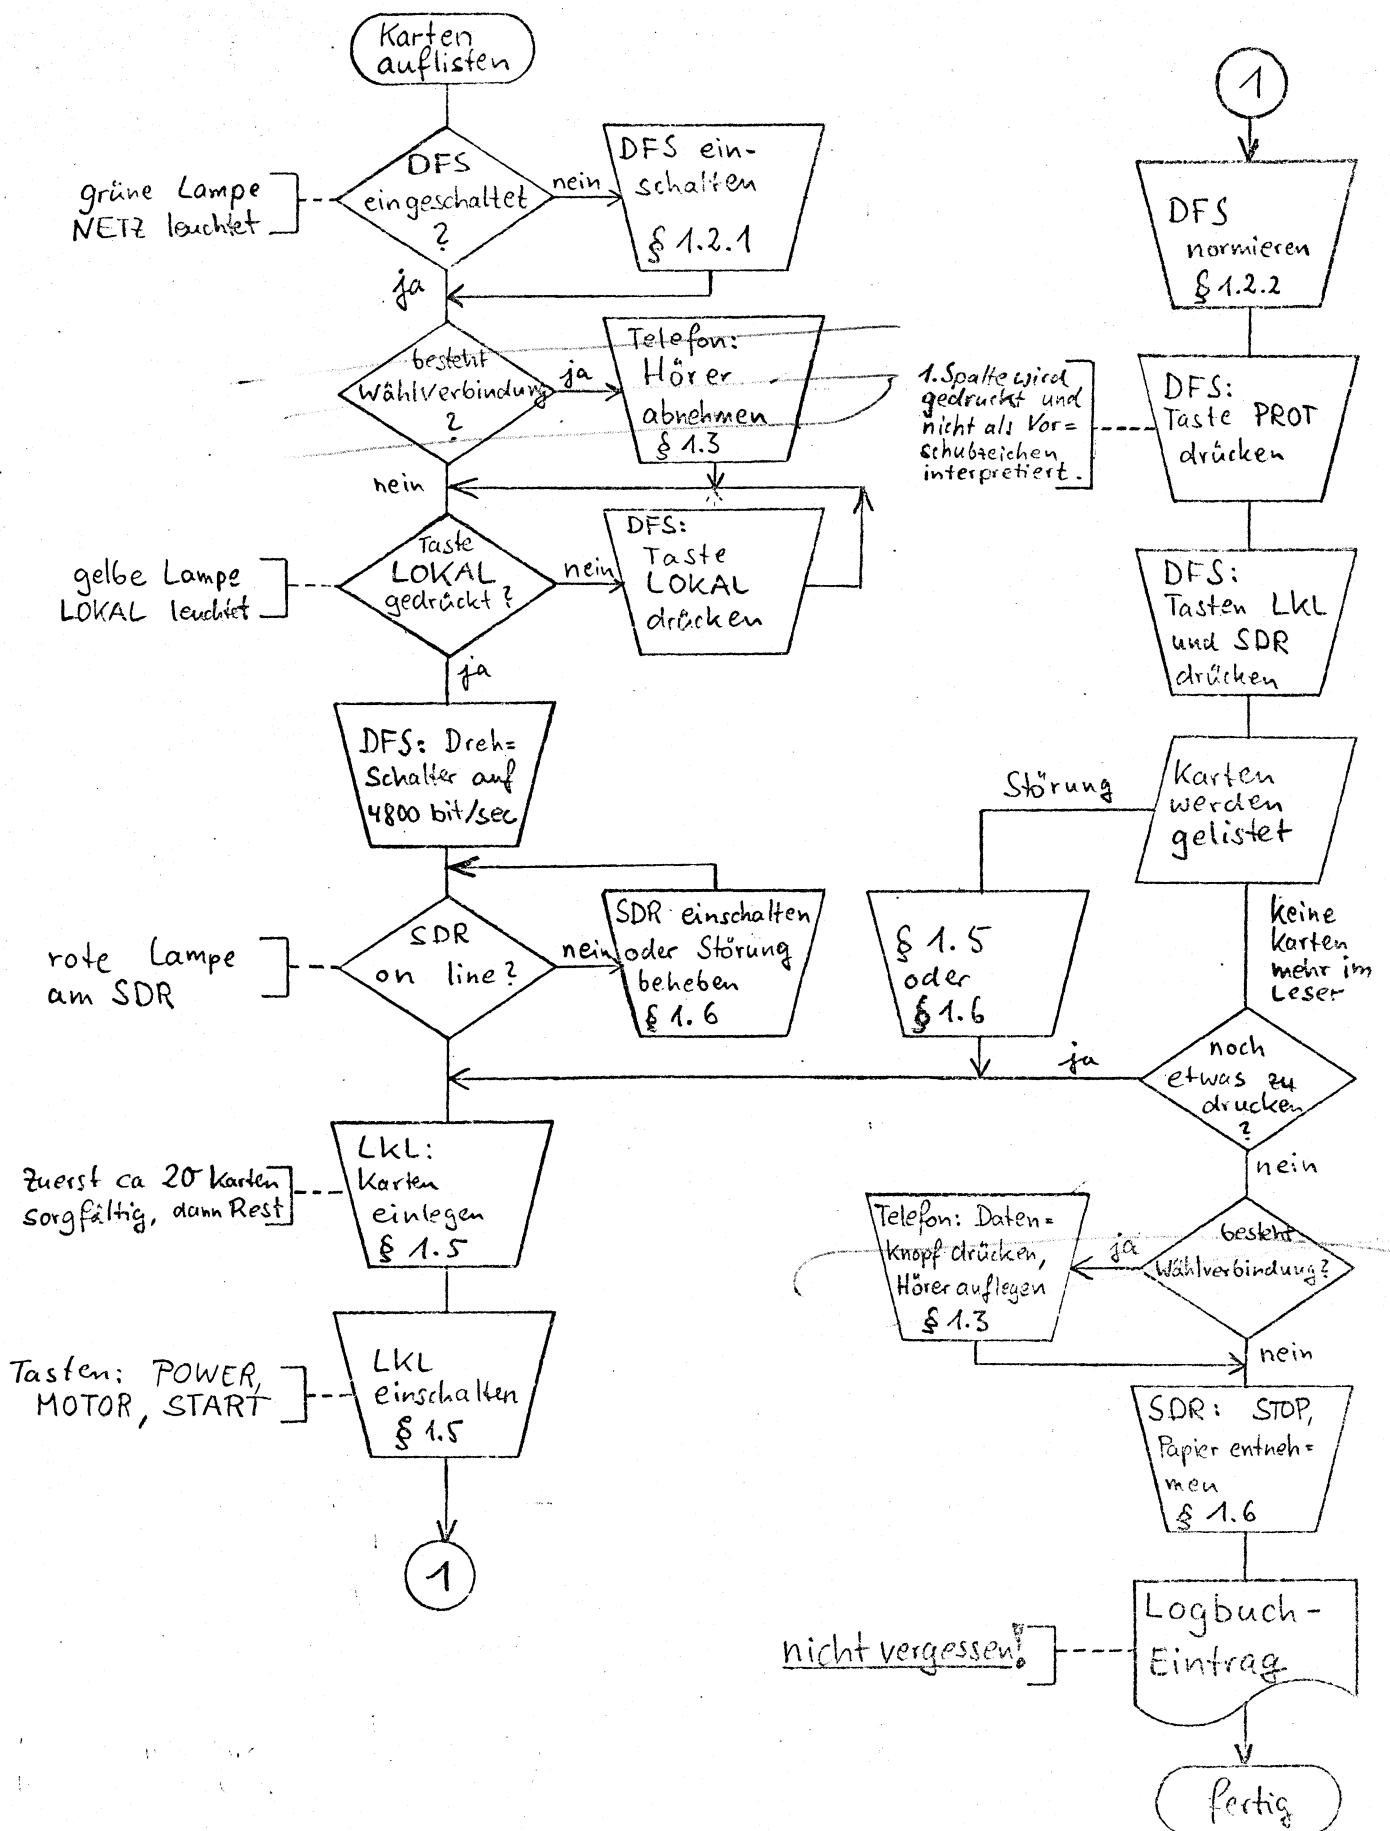 Karten
auflisten
DFS
eingeschaltet
?
grüne Lampe
NETZ leuchtet
nein
DFS ein-
schalten
§ 1.2.1
ja
besteht
Wählverbindung
?
ja
Telefon:
Hörer
abnehmen
§ 1.3
nein
Taste
LOKAL
gedrückt?
gelbe Lampe
LOKAL leuchtet
nein
DFS:
Taste
LOKAL
drücken
ja
DFS: Dreh=
Schalter auf
4800 bit/sec
SDR
on line?
rote Lampe
am SDR
nein
SDR einschalten
oder Störung
beheben
§ 1.6
LKL:
Karten
einlegen
§ 1.5
Zuerst ca 20 Karten
sorgfältig, dann Rest
LKL
einschalten
§ 1.5
Tasten: POWER,
MOTOR, START
1
1
DFS
normieren
§ 1.2.2
DFS:
Taste PROT
drücken
1. Spalte wird
gedruckt und
nicht als Vor=
schubzeichen
interpretiert.
DFS:
Tasten LKL
und SDR
drücken
Karten
werden
gelistet
Störung
§ 1.5
oder
§ 1.6
keine
Karten
mehr im
Leser
noch
etwas zu
drucken
?
ja
nein
besteht
Wählverbindung?
ja
Telefon: Daten=
Knopf drücken,
Hörer auflegen
§ 1.3
nein
SDR: STOP,
Papier entneh=
men
§ 1.6
Logbuch-
Eintrag
nicht vergessen!
fertig